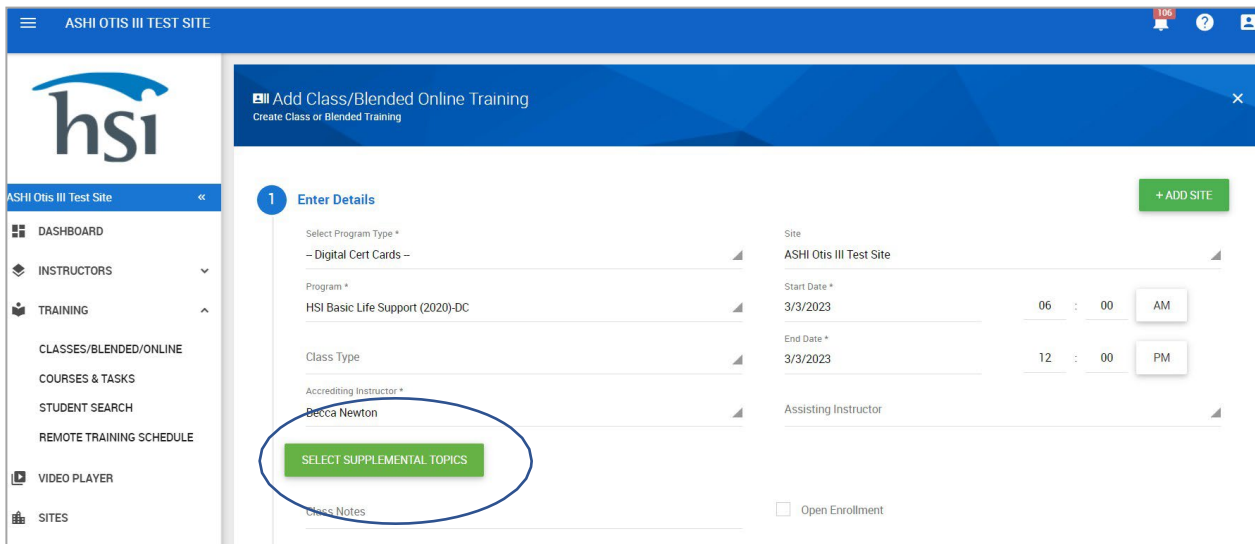 ASHI OTIS III TEST SITE
106
?
hsi
Add Class/Blended Online Training
Create Class or Blended Training
ASHI Otis III Test Site «
DASHBOARD
INSTRUCTORS
TRAINING
CLASSES/BLENDED/ONLINE
COURSES & TASKS
STUDENT SEARCH
REMOTE TRAINING SCHEDULE
VIDEO PLAYER
SITES
1 Enter Details
+ ADD SITE
Select Program Type *
-- Digital Cert Cards --
Site
ASHI Otis III Test Site
Program *
HSI Basic Life Support (2020)-DC
Start Date *
3/3/2023 06 : 00 AM
Class Type
End Date *
3/3/2023 12 : 00 PM
Accrediting Instructor *
Becca Newton
Assisting Instructor
SELECT SUPPLEMENTAL TOPICS
Class Notes
Open Enrollment